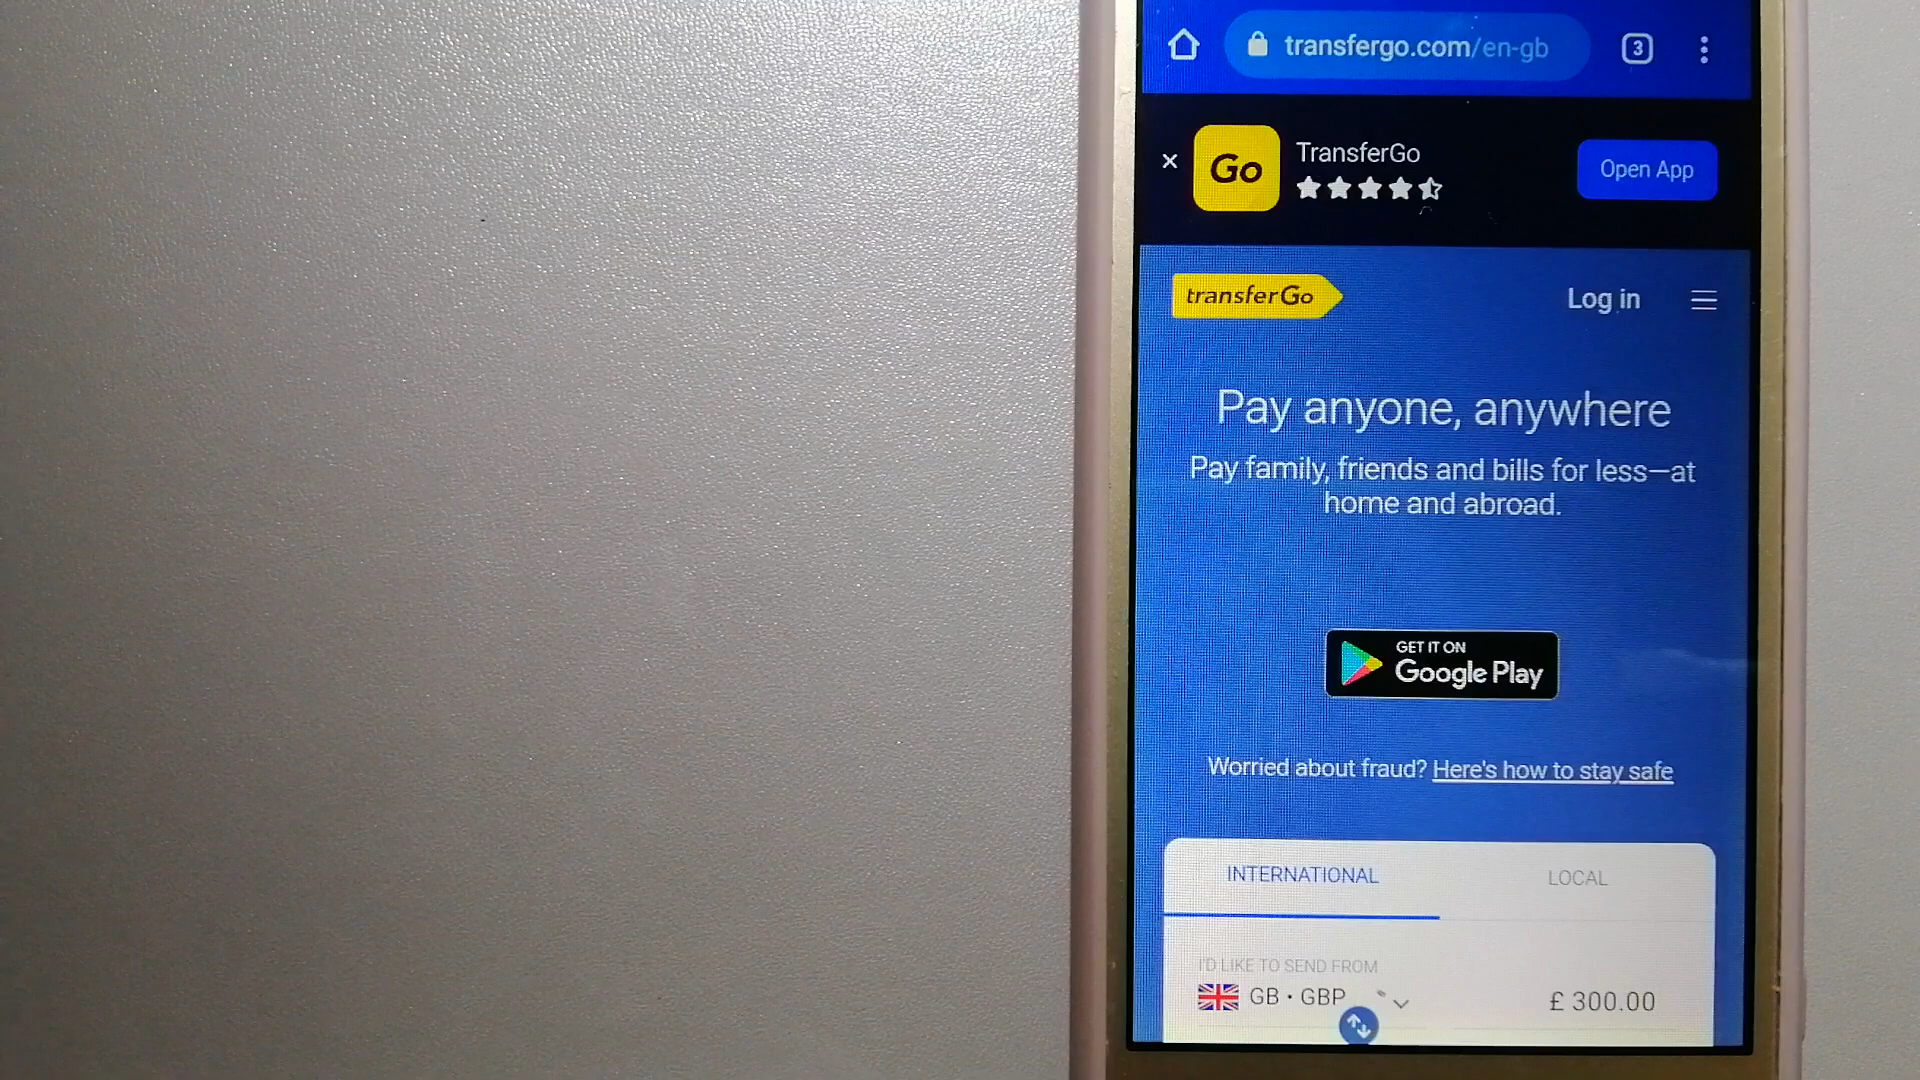 transfergo.com/en-gb
3
Go
TransferGo
Open App
transferGo
Log in
Pay anyone, anywhere
Pay family, friends and bills for less—at
home and abroad.
GET IT ON
Google Play
Worried about fraud? Here's how to stay safe
INTERNATIONAL
LOCAL
I'D LIKE TO SEND FROM
GB • GBP
£ 300.00